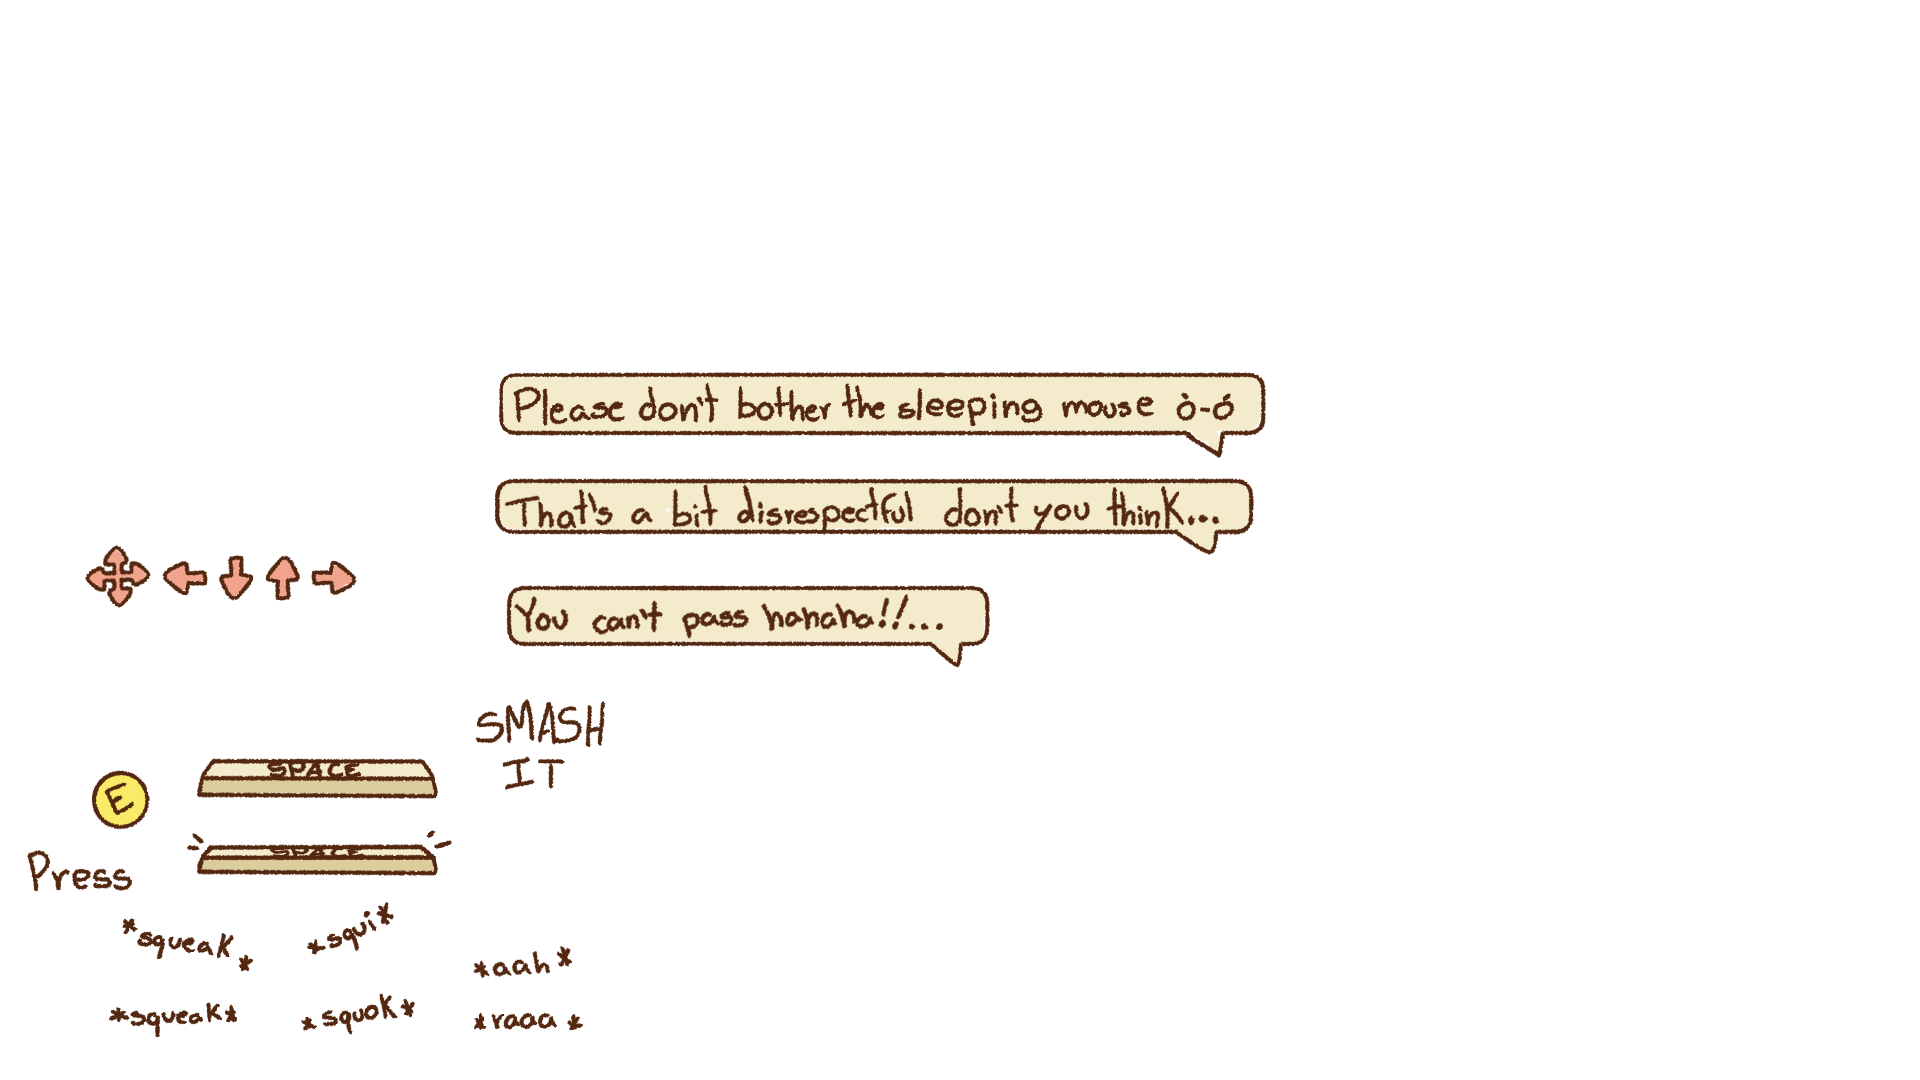 Please don't bother the sleeping mouse ò-ó
That's a bit disrespectful don't you think...
You can't pass hahaha!!...
SMASH
IT
SPACE
E
SPACE
Press
*squeak*
*squi*
*aah*
*squeak*
*squok*
*raaa*